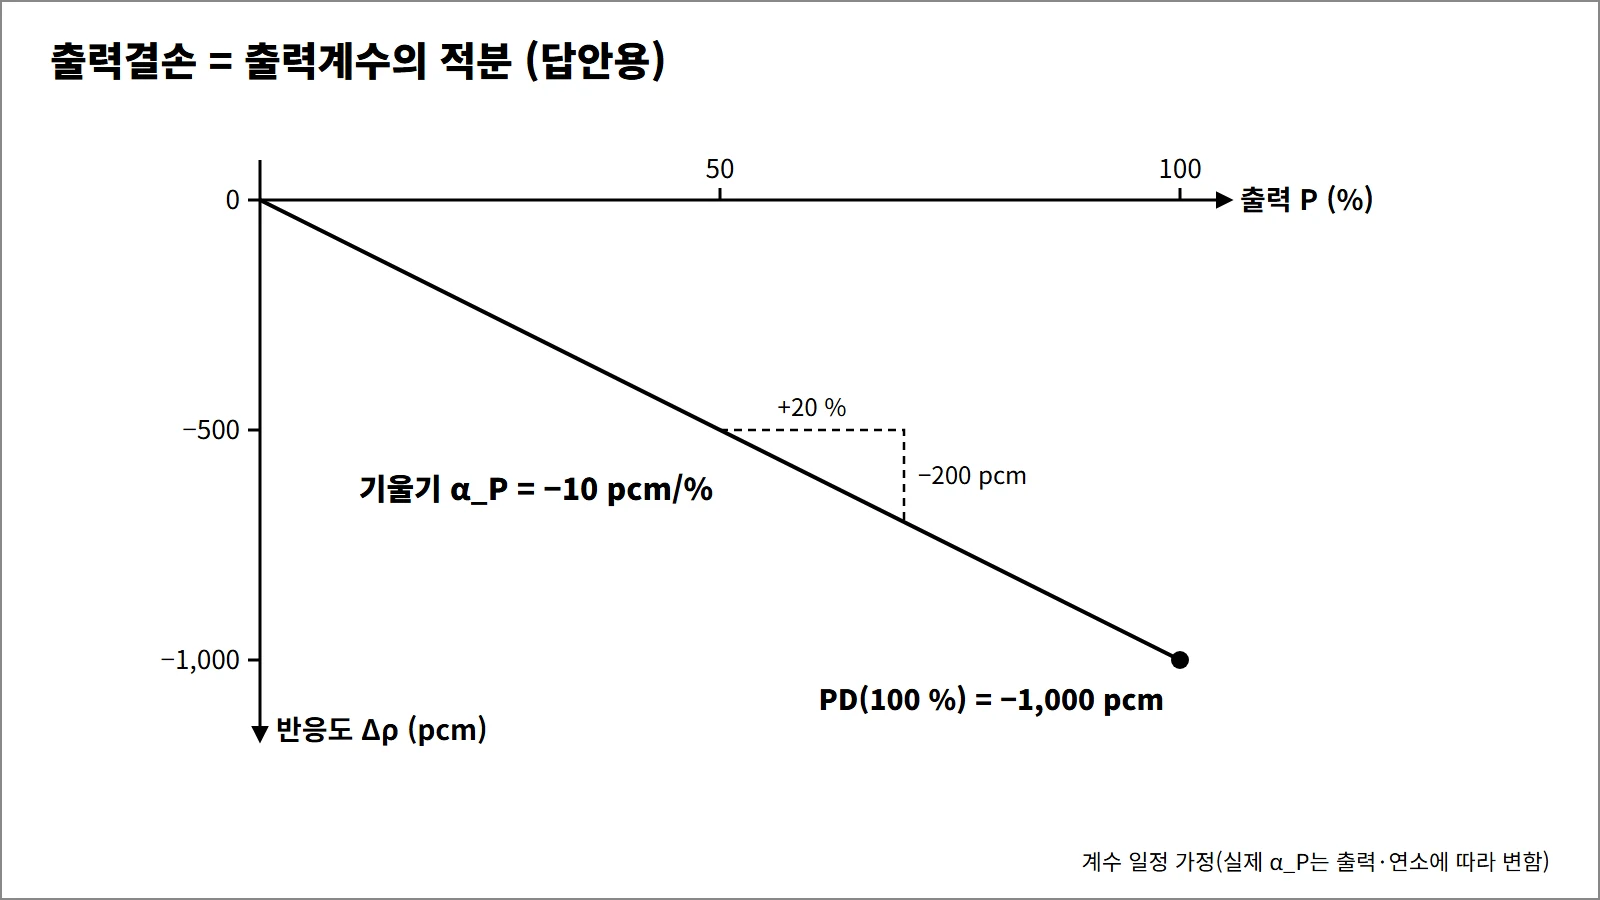 출력결손 = 출력계수의 적분 (답안용)
50
100
0
출력 P (%)
+20 %
−500
−200 pcm
기울기 α_P = −10 pcm/%
−1,000
PD(100 %) = −1,000 pcm
반응도 Δρ (pcm)
계수 일정 가정(실제 α_P는 출력·연소에 따라 변함)